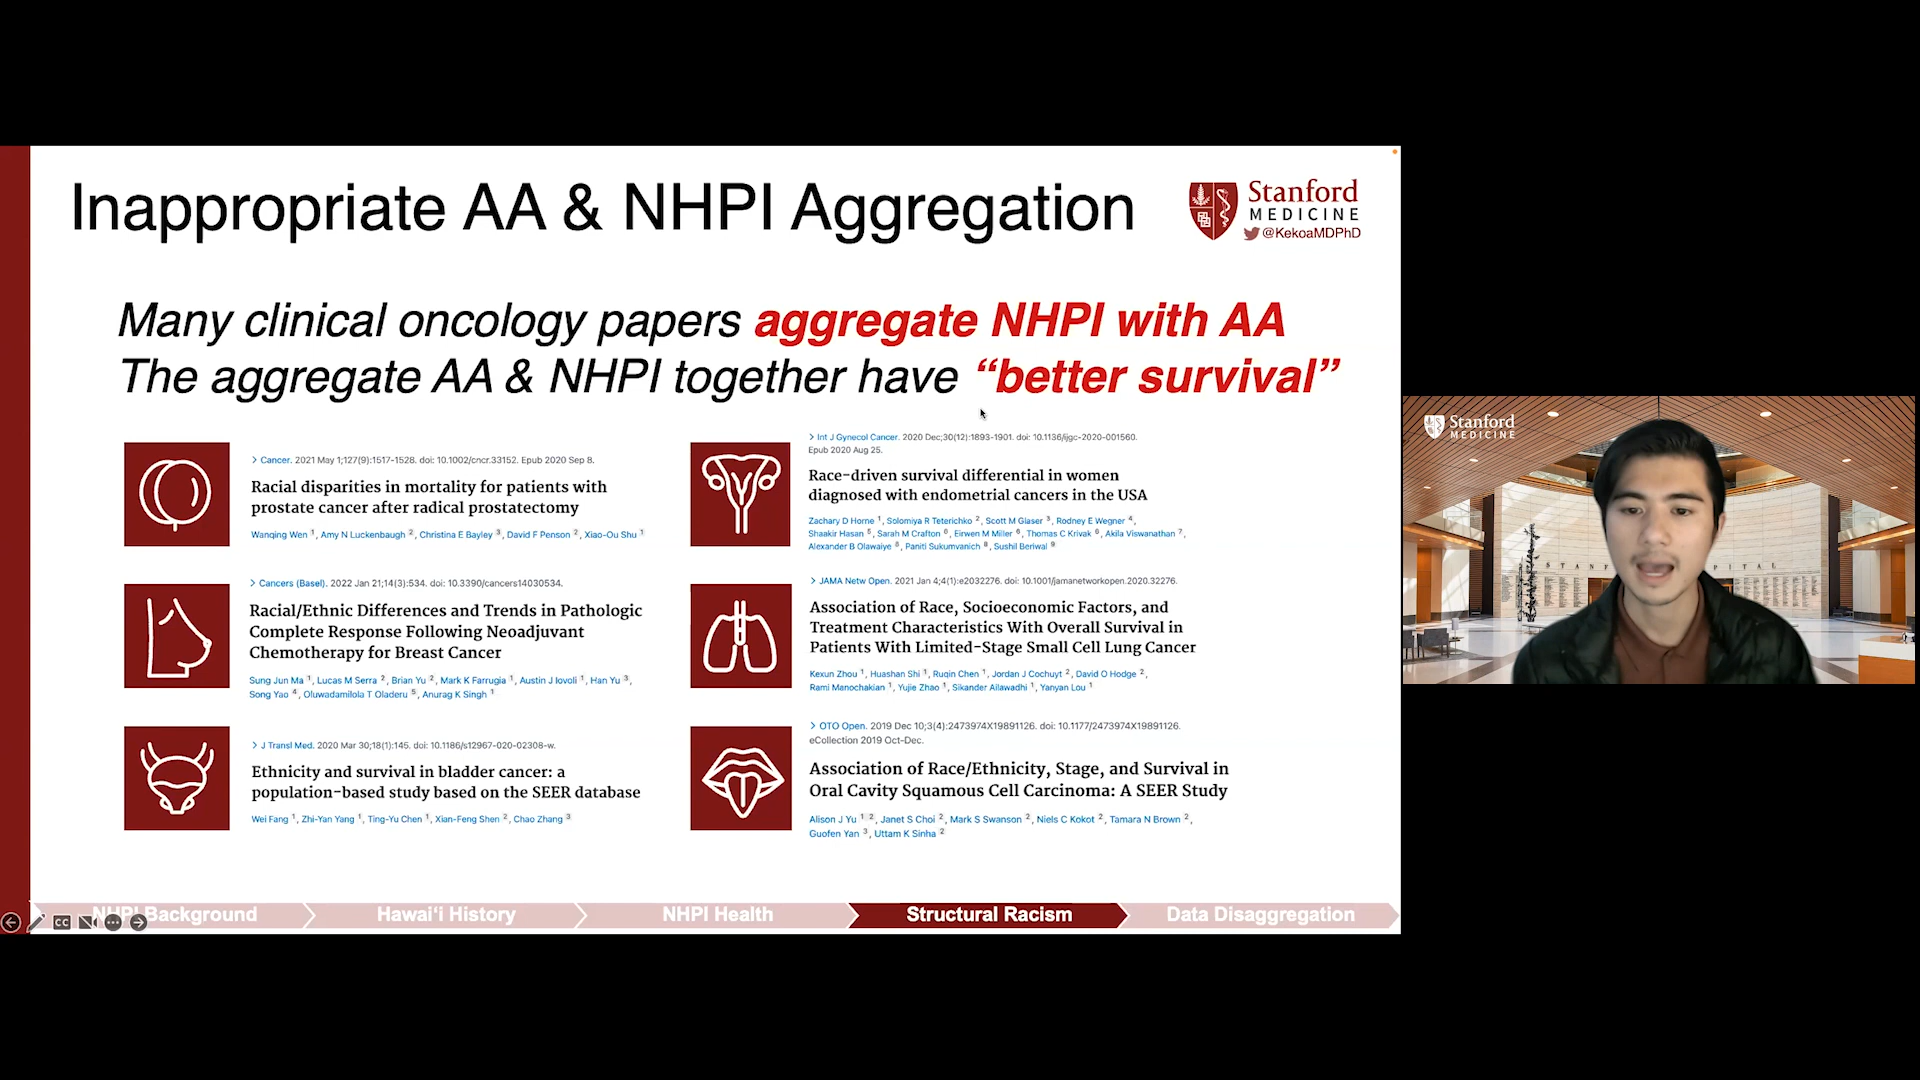 Inappropriate AA & NHPI Aggregation
Stanford
MEDICINE
@KekoaMDPhD
Many clinical oncology papers aggregate NHPI with AA
The aggregate AA & NHPI together have “better survival”
> Cancer. 2021 May 1;127(9):1517-1528. doi: 10.1002/cncr.33152. Epub 2020 Sep 8.
Racial disparities in mortality for patients with
prostate cancer after radical prostatectomy
Wanqing Wen 1, Amy N Luckenbaugh 2, Christina E Bayley 3, David F Penson 2, Xiao-Ou Shu 1
> Cancers (Basel). 2022 Jan 21;14(3):534. doi: 10.3390/cancers14030534.
Racial/Ethnic Differences and Trends in Pathologic
Complete Response Following Neoadjuvant
Chemotherapy for Breast Cancer
Sung Jun Ma 1, Lucas M Serra 2, Brian Yu 2, Mark K Farrugia 1, Austin J Iovoli 1, Han Yu 3,
Song Yao 4, Oluwadamilola T Oladeru 5, Anurag K Singh 1
> J Transl Med. 2020 Mar 30;18(1):145. doi: 10.1186/s12967-020-02308-w.
Ethnicity and survival in bladder cancer: a
population-based study based on the SEER database
Wei Fang 1, Zhi-Yan Yang 1, Ting-Yu Chen 1, Xian-Feng Shen 2, Chao Zhang 3
> Int J Gynecol Cancer. 2020 Dec;30(12):1893-1901. doi: 10.1136/ijgc-2020-001560.
Epub 2020 Aug 25.
Race-driven survival differential in women
diagnosed with endometrial cancers in the USA
Zachary D Horne 1, Solomiya R Teterichko 2, Scott M Glaser 3, Rodney E Wegner 4,
Shaakir Hasan 5, Sarah M Crafton 6, Eirwen M Miller 6, Thomas C Krivak 6, Akila Viswanathan 7,
Alexander B Olawaiye 8, Paniti Sukumvanich 8, Sushil Beriwal 9
> JAMA Netw Open. 2021 Jan 4;4(1):e2032276. doi: 10.1001/jamanetworkopen.2020.32276.
Association of Race, Socioeconomic Factors, and
Treatment Characteristics With Overall Survival in
Patients With Limited-Stage Small Cell Lung Cancer
Kexun Zhou 1, Huashan Shi 1, Ruqin Chen 1, Jordan J Cochuyt 2, David O Hodge 2,
Rami Manochakian 1, Yujie Zhao 1, Sikander Ailawadhi 1, Yanyan Lou 1
> OTO Open. 2019 Dec 10;3(4):2473974X19891126. doi: 10.1177/2473974X19891126.
eCollection 2019 Oct-Dec.
Association of Race/Ethnicity, Stage, and Survival in
Oral Cavity Squamous Cell Carcinoma: A SEER Study
Alison J Yu 1 2, Janet S Choi 2, Mark S Swanson 2, Niels C Kokot 2, Tamara N Brown 2,
Guofen Yan 3, Uttam K Sinha 2
CC
NHPI Background
Hawaiʻi History
NHPI Health
Structural Racism
Data Disaggregation
Stanford
MEDICINE